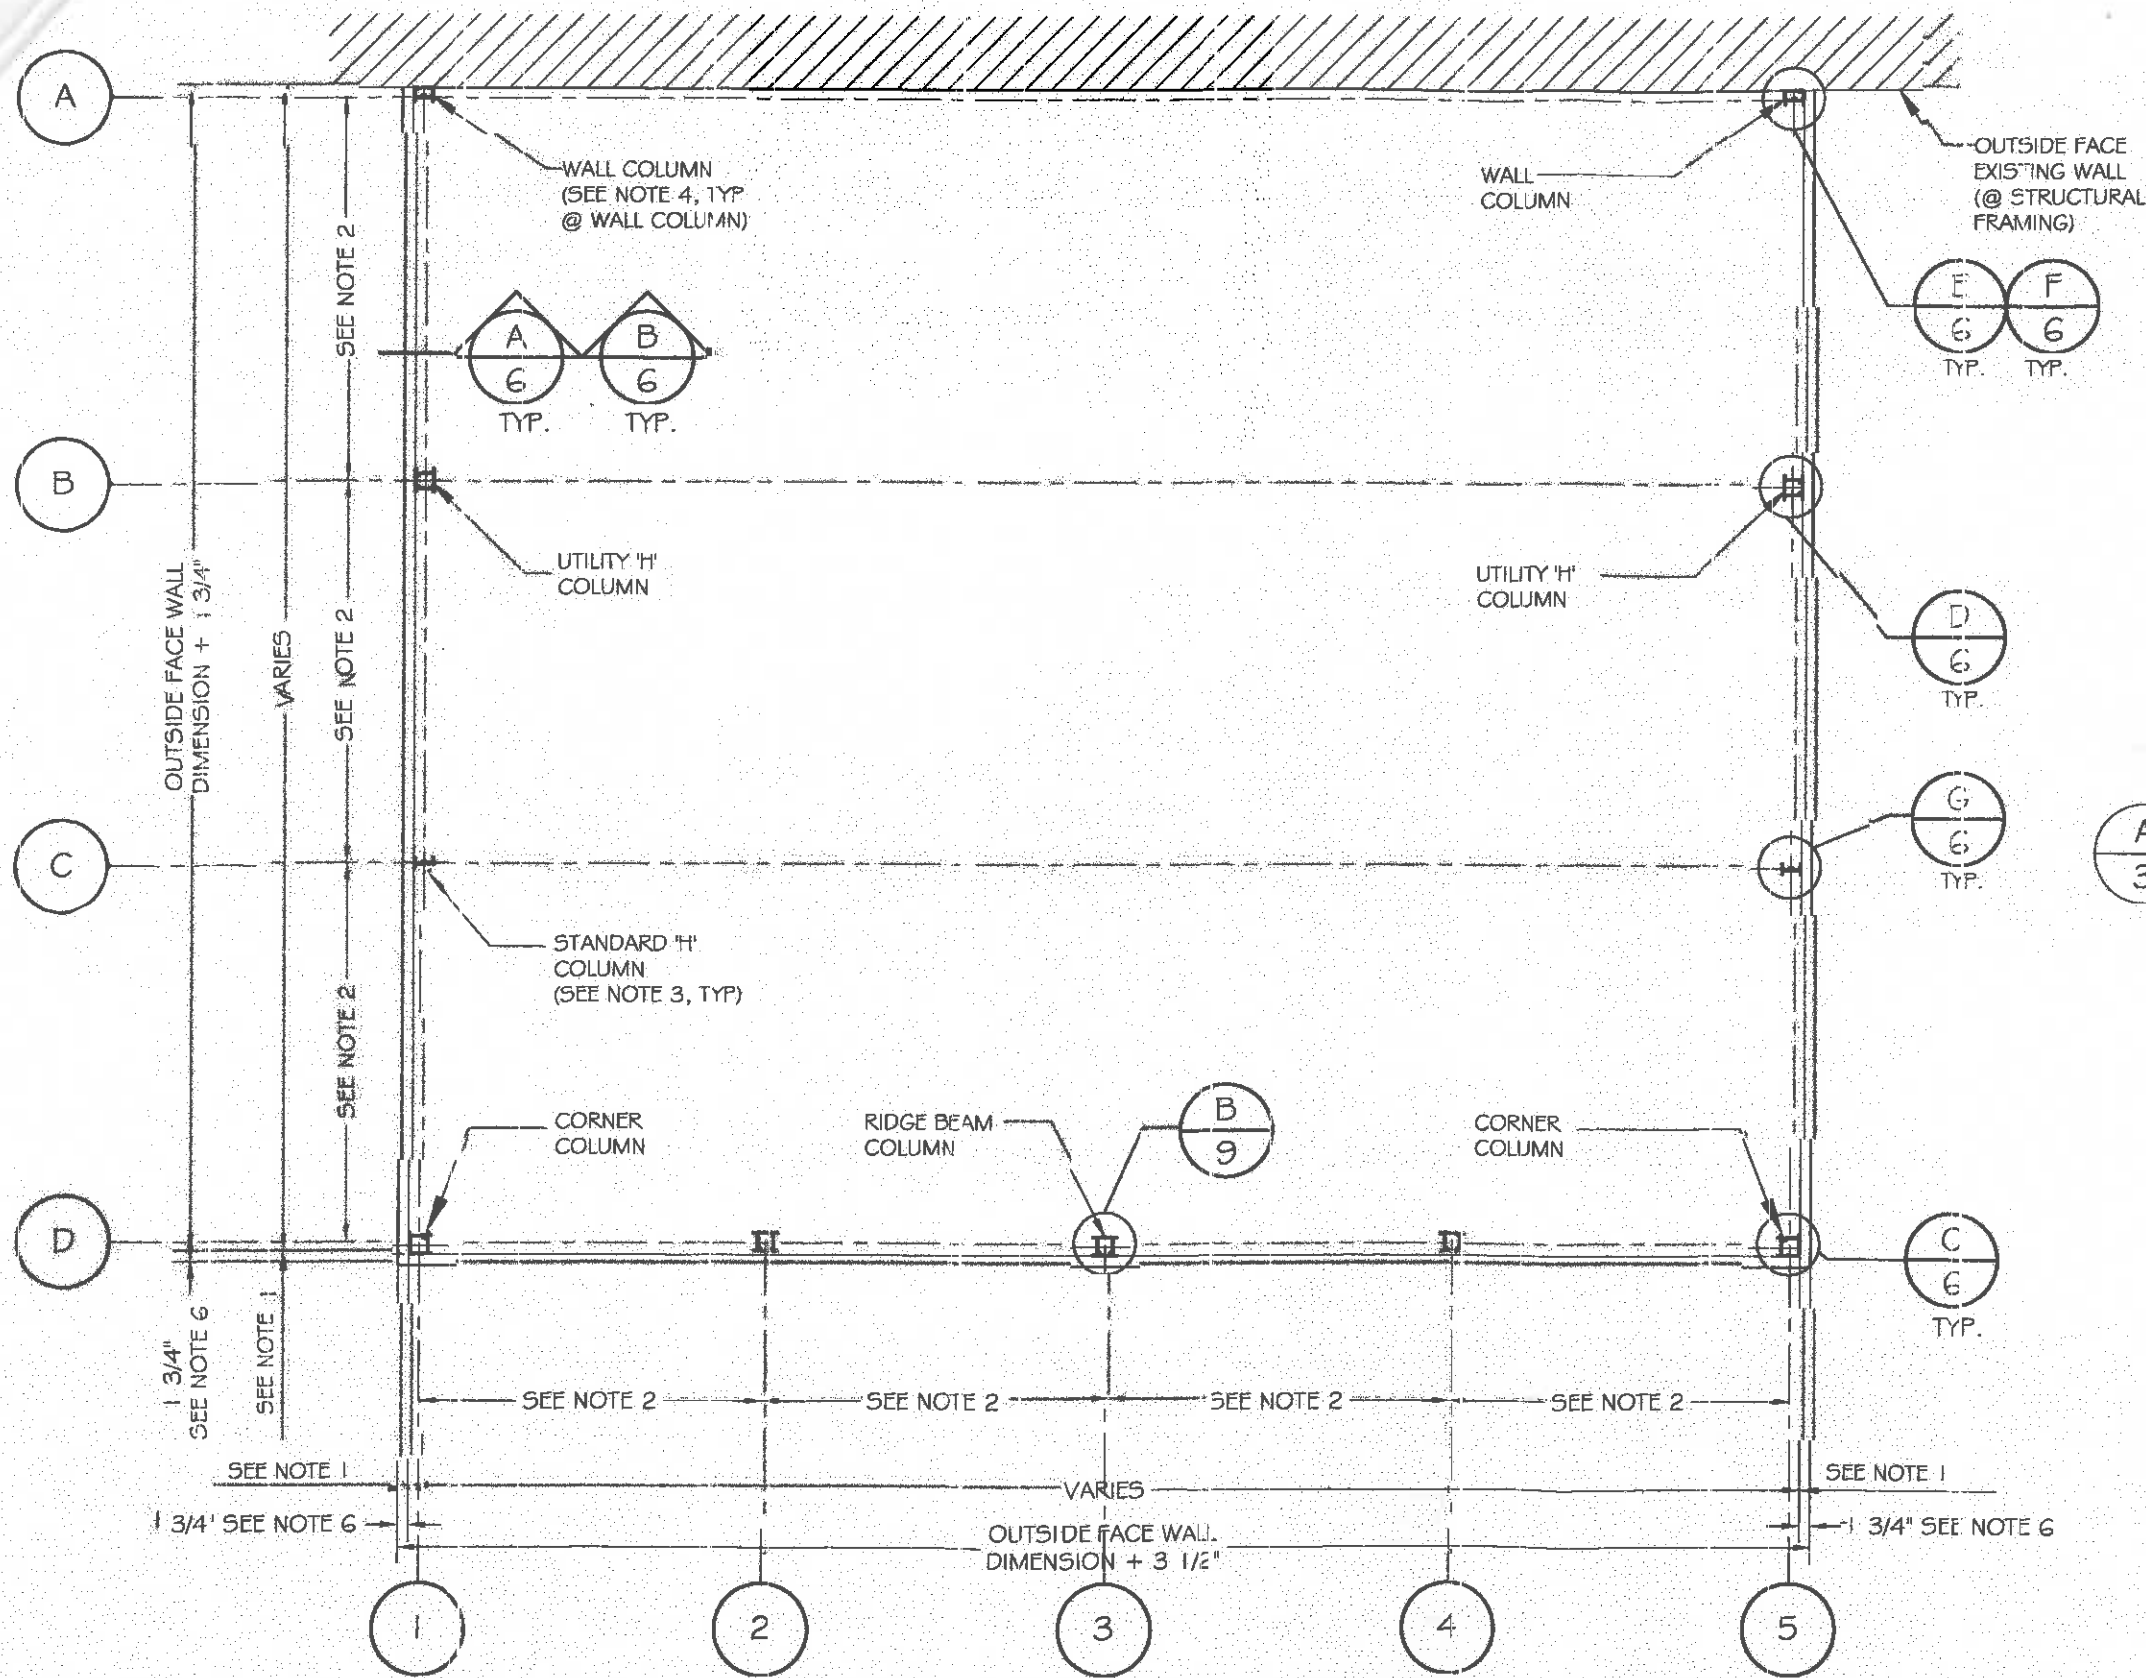 A
WALL COLUMN
(SEE NOTE 4, TYP
@ WALL COLUMN)
WALL
COLUMN
OUTSIDE FACE
EXISTING WALL
(@ STRUCTURAL
FRAMING)
SEE NOTE 2
A
6
TYP.
B
6
TYP.
E
6
TYP.
F
6
TYP.
B
UTILITY 'H'
COLUMN
UTILITY 'H'
COLUMN
OUTSIDE FACE WALL
DIMENSION + 1 3/4"
VARIES
SEE NOTE 2
D
6
TYP.
G
6
TYP.
A
3
C
STANDARD 'H'
COLUMN
(SEE NOTE 3, TYP)
SEE NOTE 2
CORNER
COLUMN
RIDGE BEAM
COLUMN
B
9
CORNER
COLUMN
D
C
6
TYP.
1 3/4"
SEE NOTE 6
SEE NOTE 1
SEE NOTE 2
SEE NOTE 2
SEE NOTE 2
SEE NOTE 2
SEE NOTE 1
VARIES
SEE NOTE 1
1 3/4' SEE NOTE 6
OUTSIDE FACE WALL
DIMENSION + 3 1/2"
1 3/4" SEE NOTE 6
1
2
3
4
5